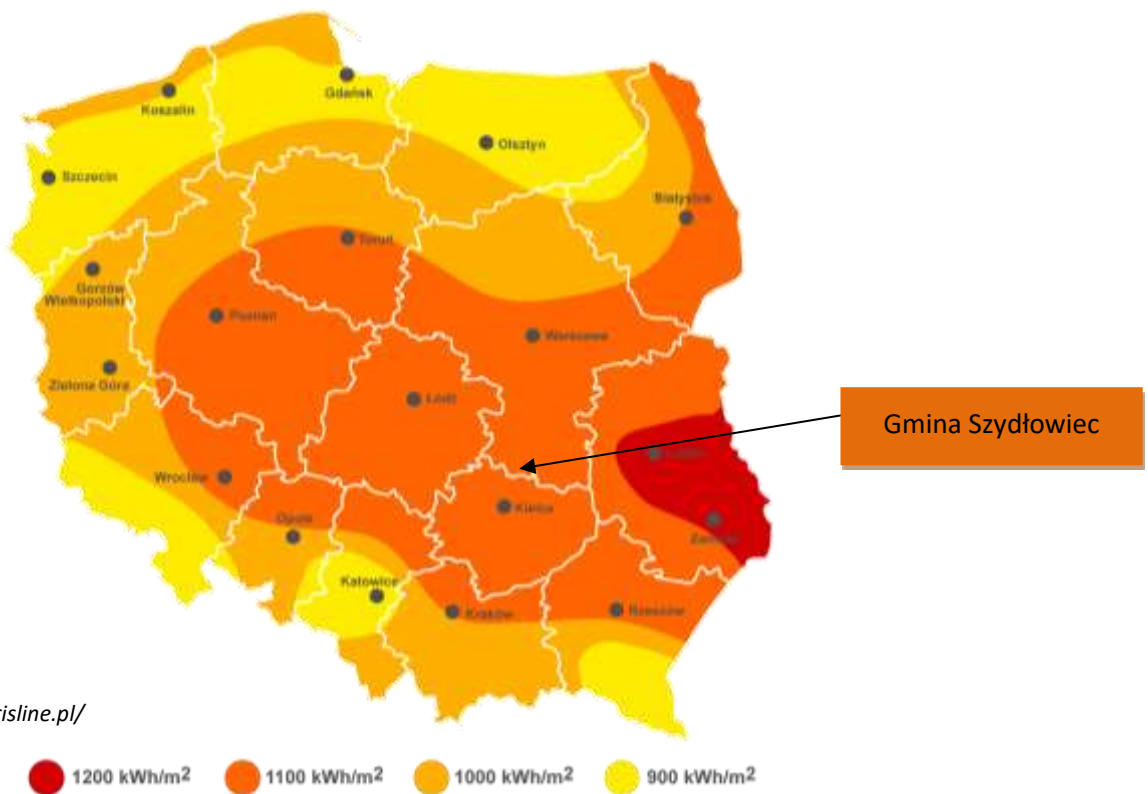 Gdańsk
Koszalin
Olsztyn
Szczecin
Białystok
Toruń
Gorzów
Wielkopolski
Poznań
Warszawa
Zielona Góra
Łódź
Gmina Szydłowiec
Lublin
Wrocław
Kielce
Opole
Zamość
Katowice
Kraków
Rzeszów
risline.pl/
1200 kWh/m²
1100 kWh/m²
1000 kWh/m²
900 kWh/m²